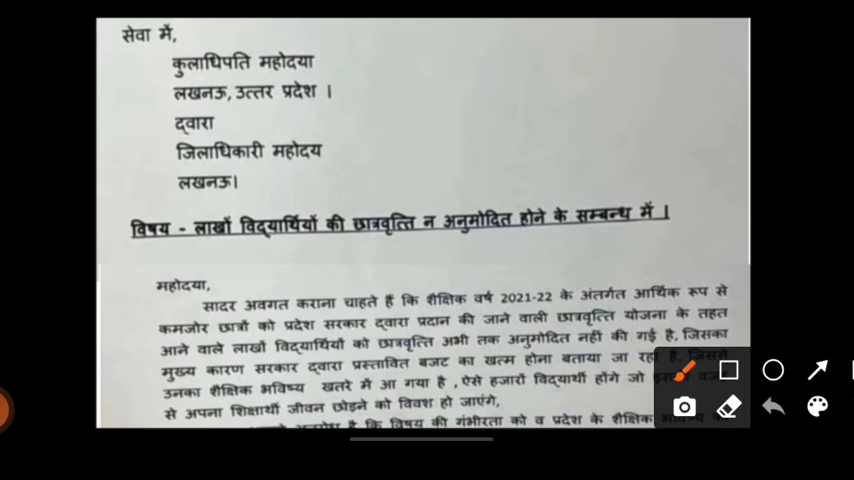 सेवा में,
कुलाधिपति महोदया
लखनऊ, उत्तर प्रदेश ।
द्वारा
जिलाधिकारी महोदय
लखनऊ।
विषय - लाखों विद्यार्थियों की छात्रवृत्ति न अनुमोदित होने के सम्बन्ध में ।
महोदया,
सादर अवगत कराना चाहते हैं कि शैक्षिक वर्ष 2021-22 के अंतर्गत आर्थिक रूप से
कमजोर छात्रों को प्रदेश सरकार द्वारा प्रदान की जाने वाली छात्रवृत्ति योजना के तहत
आने वाले लाखों विद्यार्थियों को छात्रवृत्ति अभी तक अनुमोदित नहीं की गई है, जिसका
मुख्य कारण सरकार द्वारा प्रस्तावित बजट का खत्म होना बताया जा रहा है, जिससे
उनका शैक्षिक भविष्य खतरे में आ गया है , ऐसे हजारों विद्यार्थी होंगे जो
से अपना शिक्षार्थी जीवन छोड़ने को विवश हो जाएंगे,
है कि विषय की गंभीरता को व प्रदेश के शैक्षिक